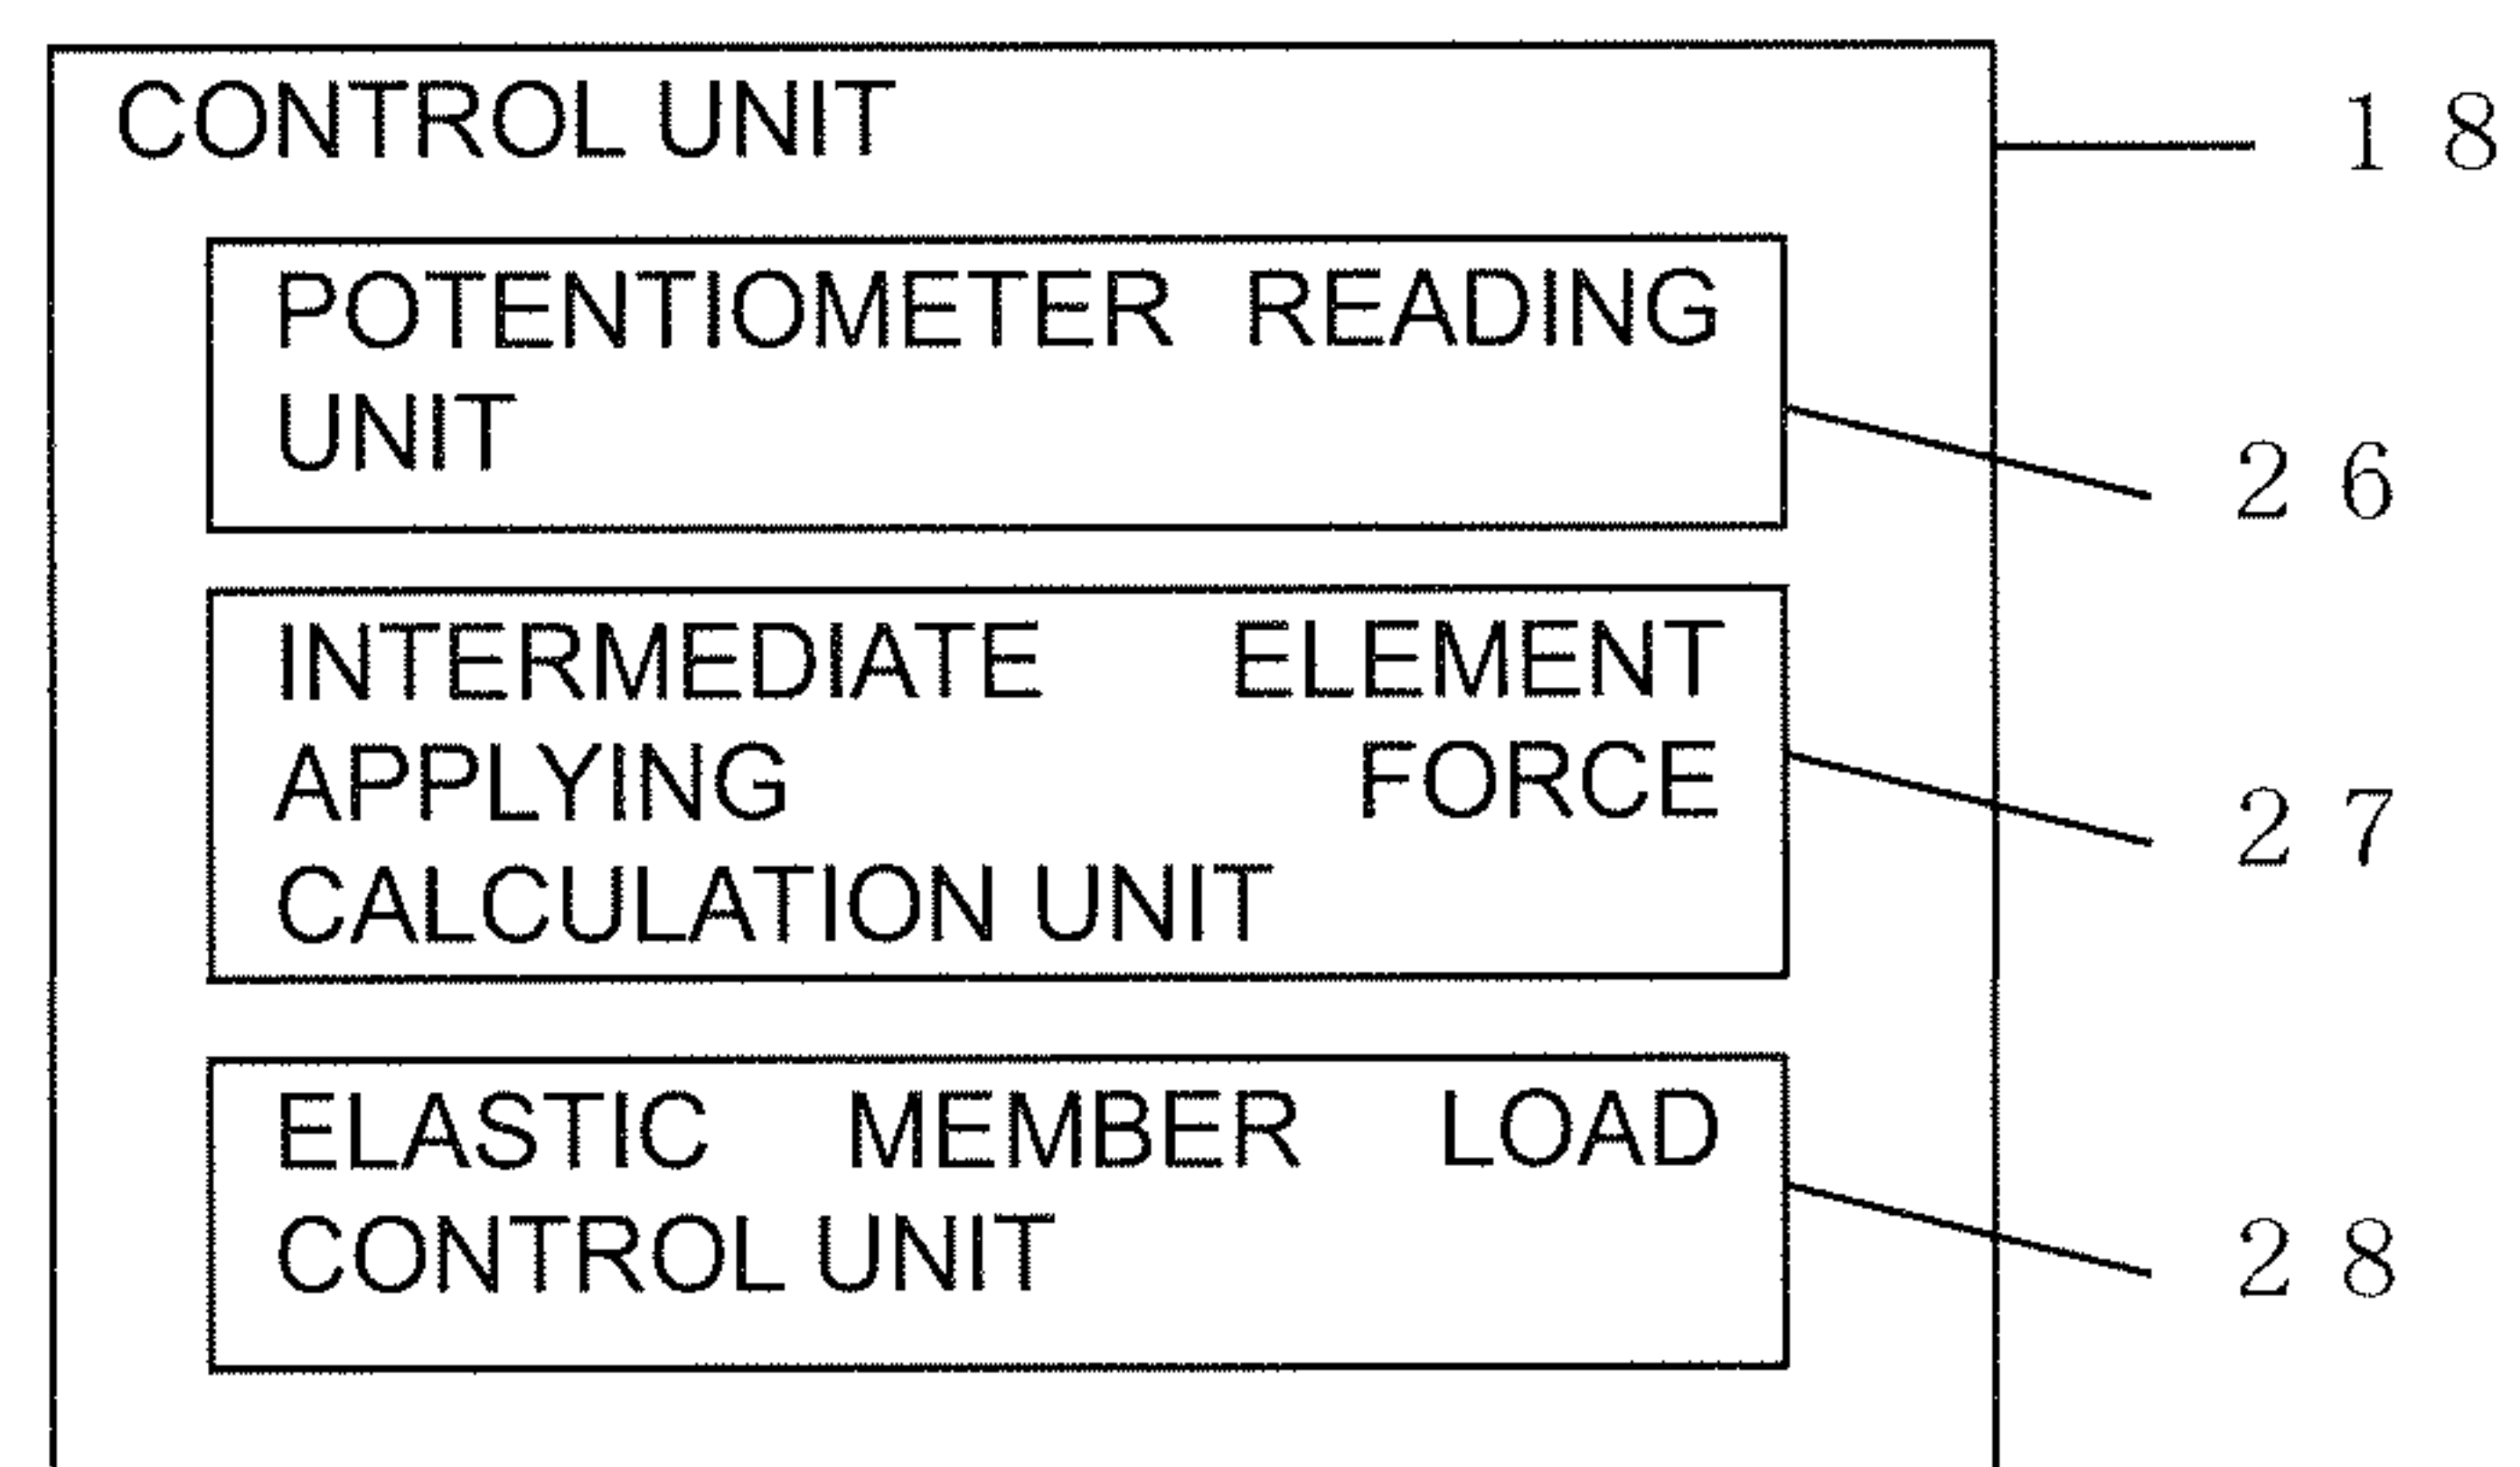 CONTROL UNIT
18
POTENTIOMETER READING
UNIT
26
INTERMEDIATE ELEMENT
APPLYING FORCE
CALCULATION UNIT
27
ELASTIC MEMBER LOAD
CONTROL UNIT
28